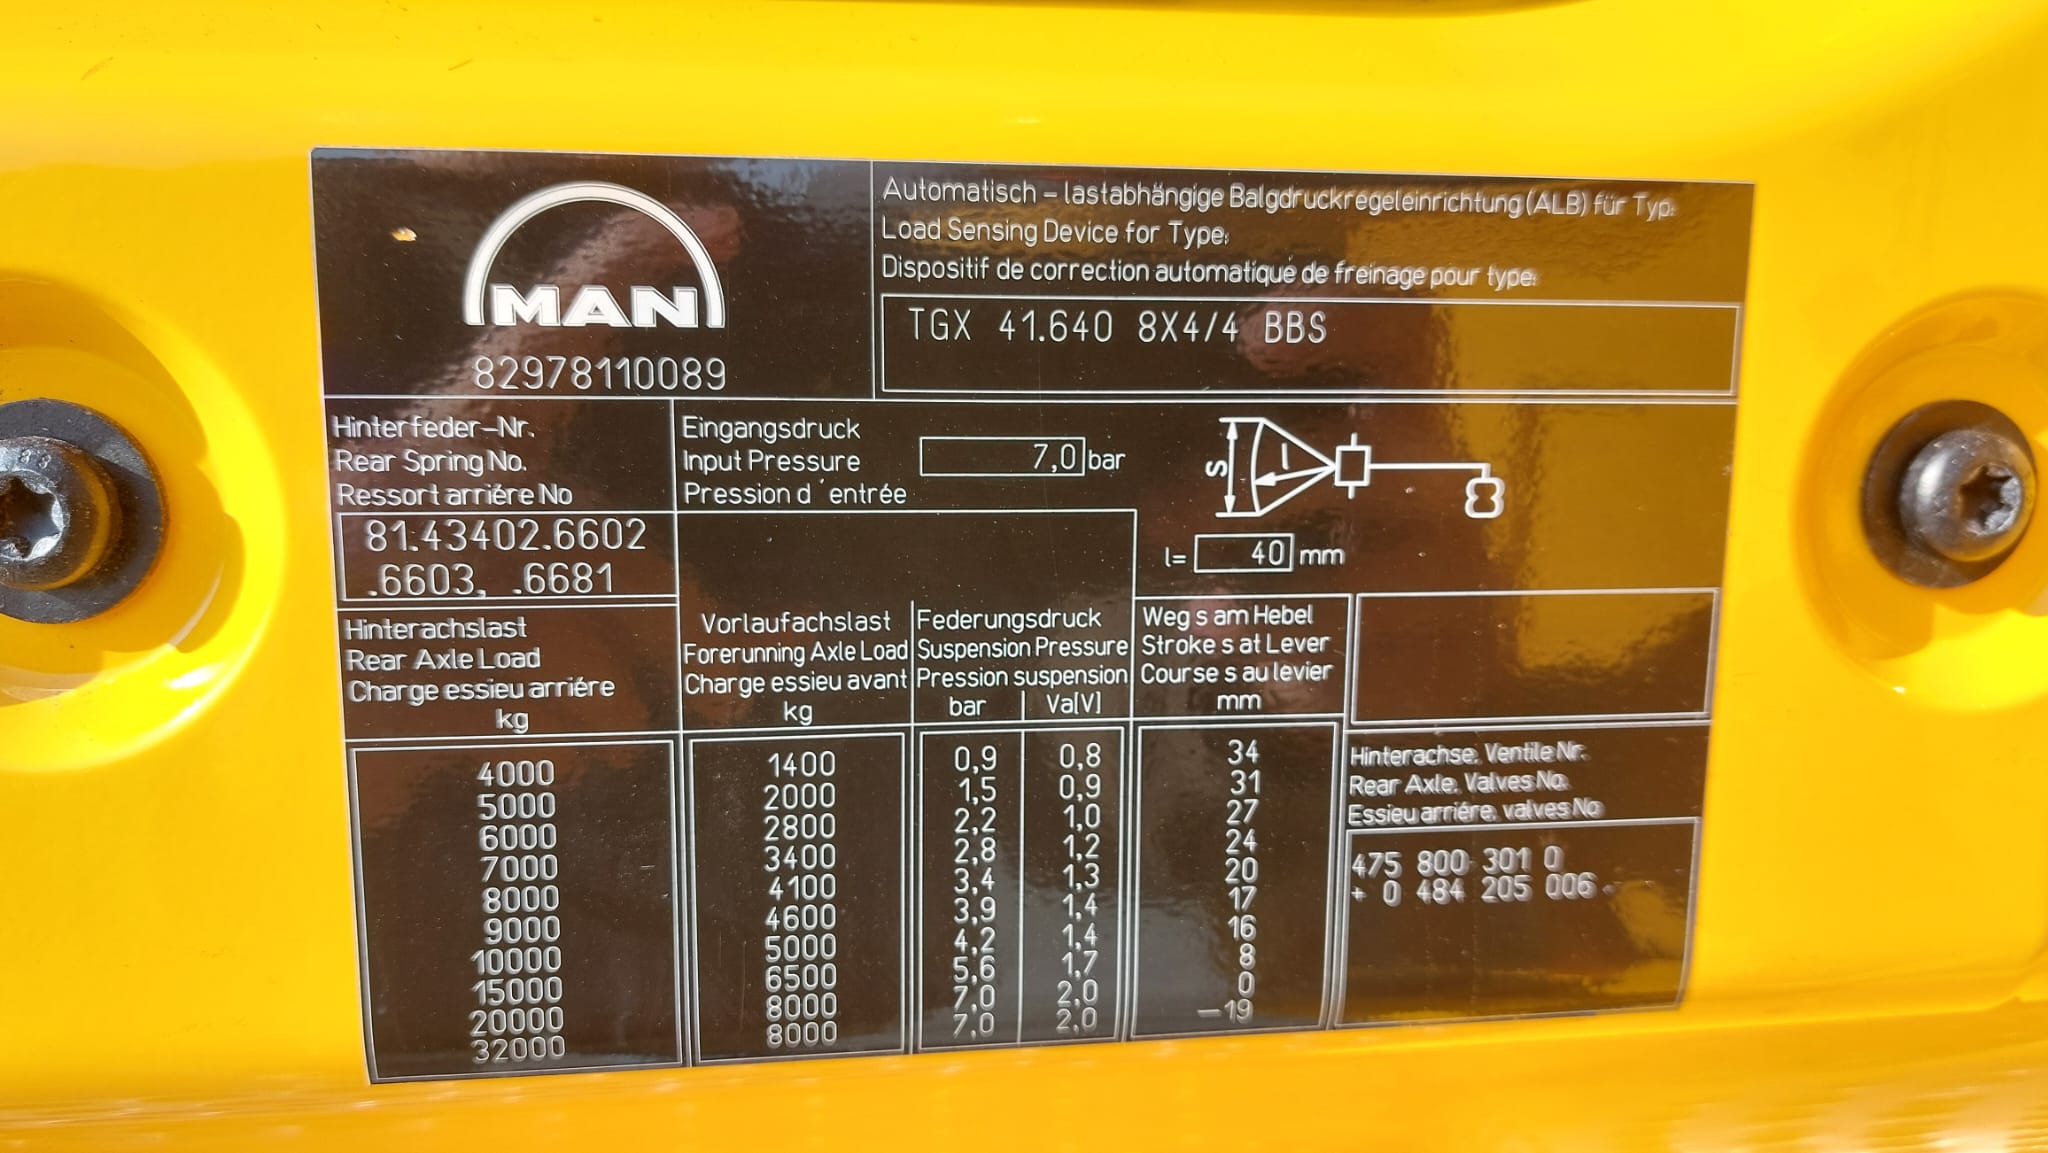 MAN
82978110089
Automatisch – lastabhängige Balgdruckregeleinrichtung (ALB) für Typ:
Load Sensing Device for Type:
Dispositif de correction automatique de freinage pour type:
TGX 41.640 8X4/4 BBS
Hinterfeder–Nr.
Rear Spring No.
Ressort arriére No
81.43402.6602
.6603, .6681
Eingangsdruck
Input Pressure
Pression d´entrée
7,0 bar
S
l
l= 40 mm
Hinterachslast
Rear Axle Load
Charge essieu arriére
kg
Vorlaufachslast
Forerunning Axle Load
Charge essieu avant
kg
Federungsdruck
Suspension Pressure
Pression suspension
bar Va[V]
Weg s am Hebel
Stroke s at Lever
Course s au levier
mm
4000 1400 0,9 0,8 34
5000 2000 1,5 0,9 31
6000 2800 2,2 1,0 27
7000 3400 2,8 1,2 24
8000 4100 3,4 1,3 20
9000 4600 3,9 1,4 17
10000 5000 4,2 1,4 16
15000 6500 5,6 1,7 8
20000 8000 7,0 2,0 0
32000 8000 7,0 2,0 –19
Hinterachse, Ventile Nr.
Rear Axle, Valves No.
Essieu arriére, valves No
475 800 301 0
+ 0 484 205 006